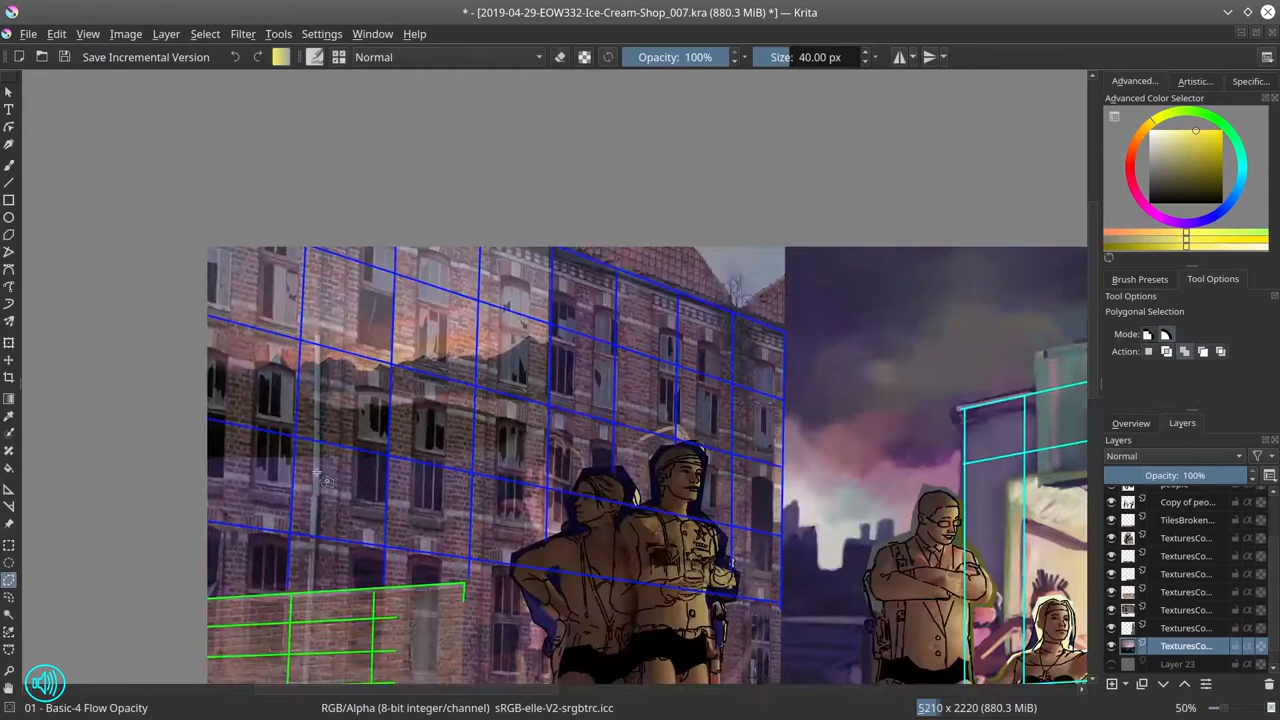 * - [2019-04-29-EOW332-Ice-Cream-Shop_007.kra (880.3 MiB) *] — Krita
File Edit View Image Layer Select Filter Tools Settings Window Help
Save Incremental Version Normal Opacity: 100% Size: 40.00 px
Advanced... Artistic... Specific...
Advanced Color Selector
Brush Presets Tool Options
Tool Options
Polygonal Selection
Mode:
Action:
Overview Layers
Layers
Normal
Opacity: 100%
Copy of peo...
TilesBroken...
TexturesCo...
TexturesCo...
TexturesCo...
TexturesCo...
TexturesCo...
TexturesCo...
TexturesCo...
Layer 23
01 - Basic-4 Flow Opacity RGB/Alpha (8-bit integer/channel) sRGB-elle-V2-srgbtrc.icc 5210 x 2220 (880.3 MiB) 50%